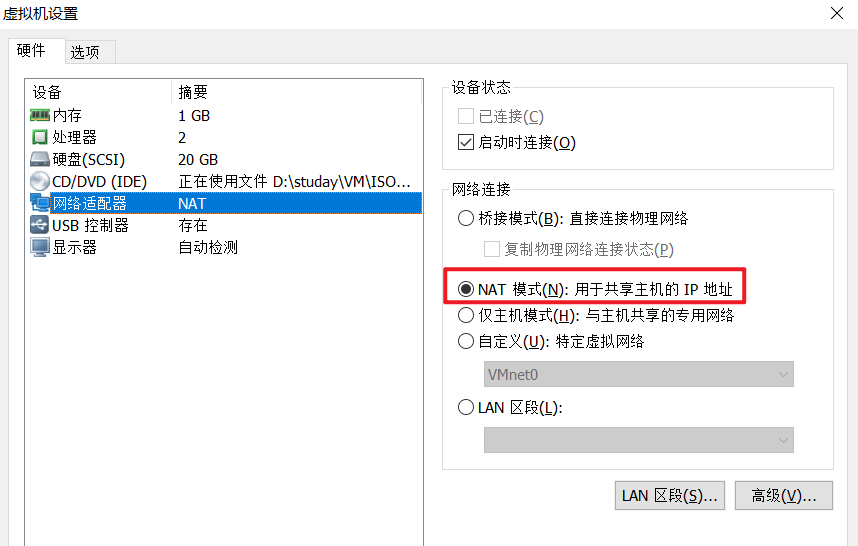 虚拟机设置
硬件 选项
设备 摘要
内存 1 GB
处理器 2
硬盘(SCSI) 20 GB
CD/DVD (IDE) 正在使用文件 D:\studay\VM\ISO...
网络适配器 NAT
USB 控制器 存在
显示器 自动检测
设备状态
已连接(C)
启动时连接(O)
网络连接
桥接模式(B): 直接连接物理网络
复制物理网络连接状态(P)
NAT 模式(N): 用于共享主机的 IP 地址
仅主机模式(H): 与主机共享的专用网络
自定义(U): 特定虚拟网络
VMnet0
LAN 区段(L):
LAN 区段(S)... 高级(V)...